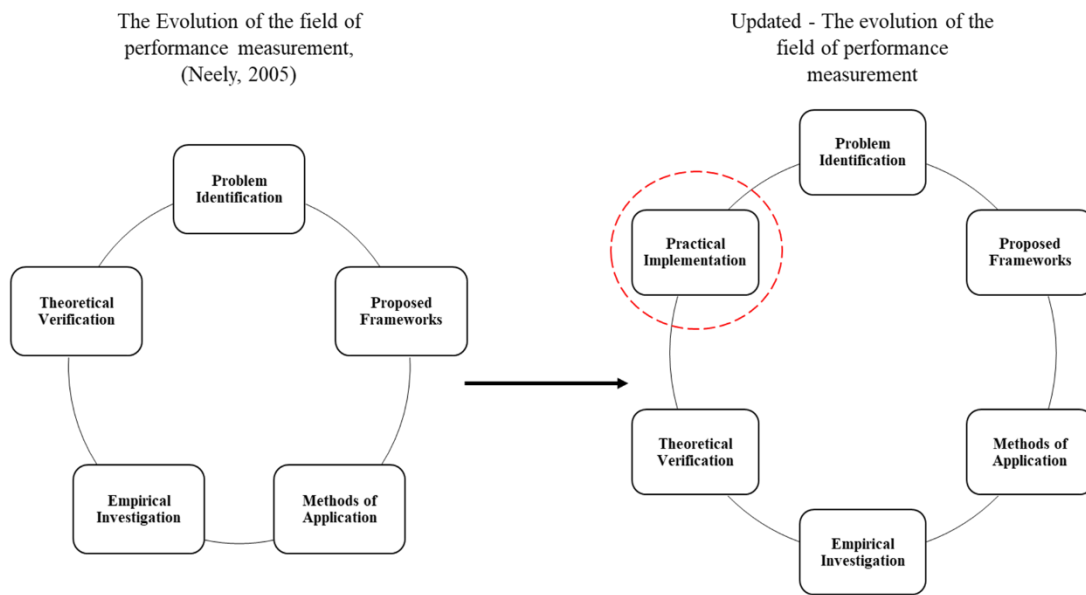 The Evolution of the field of
performance measurement,
(Neely, 2005)
Problem
Identification
Theoretical
Verification
Proposed
Frameworks
Empirical
Investigation
Methods of
Application
Updated - The evolution of the
field of performance
measurement
Problem
Identification
Practical
Implementation
Proposed
Frameworks
Theoretical
Verification
Methods of
Application
Empirical
Investigation